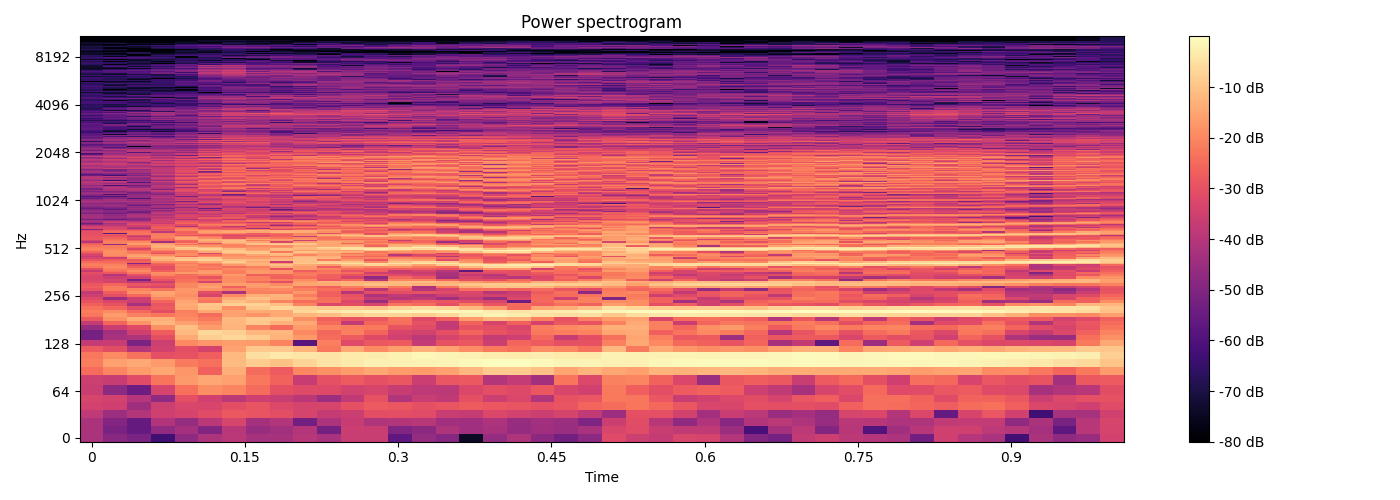 Power spectrogram
8192
4096
2048
1024
512
256
128
64
0
Hz
0 0.15 0.3 0.45 0.6 0.75 0.9
Time
-10 dB
-20 dB
-30 dB
-40 dB
-50 dB
-60 dB
-70 dB
-80 dB